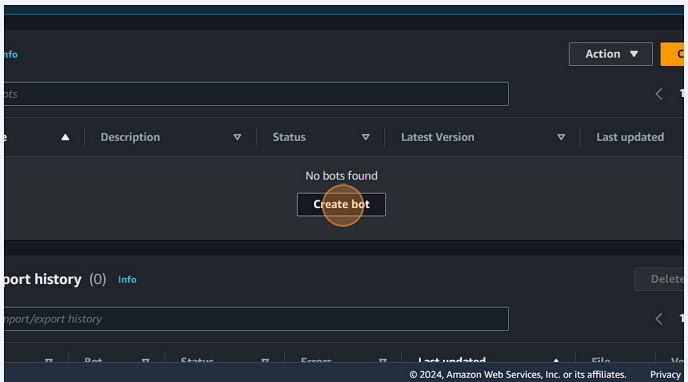 nfo
Action
C
ots
1
e
Description
Status
Latest Version
Last updated
No bots found
Create bot
port history (0) Info
Delete
mport/export history
1
Bot
Status
Errors
Last updated
File
Ve
© 2024, Amazon Web Services, Inc. or its affiliates.
Privacy